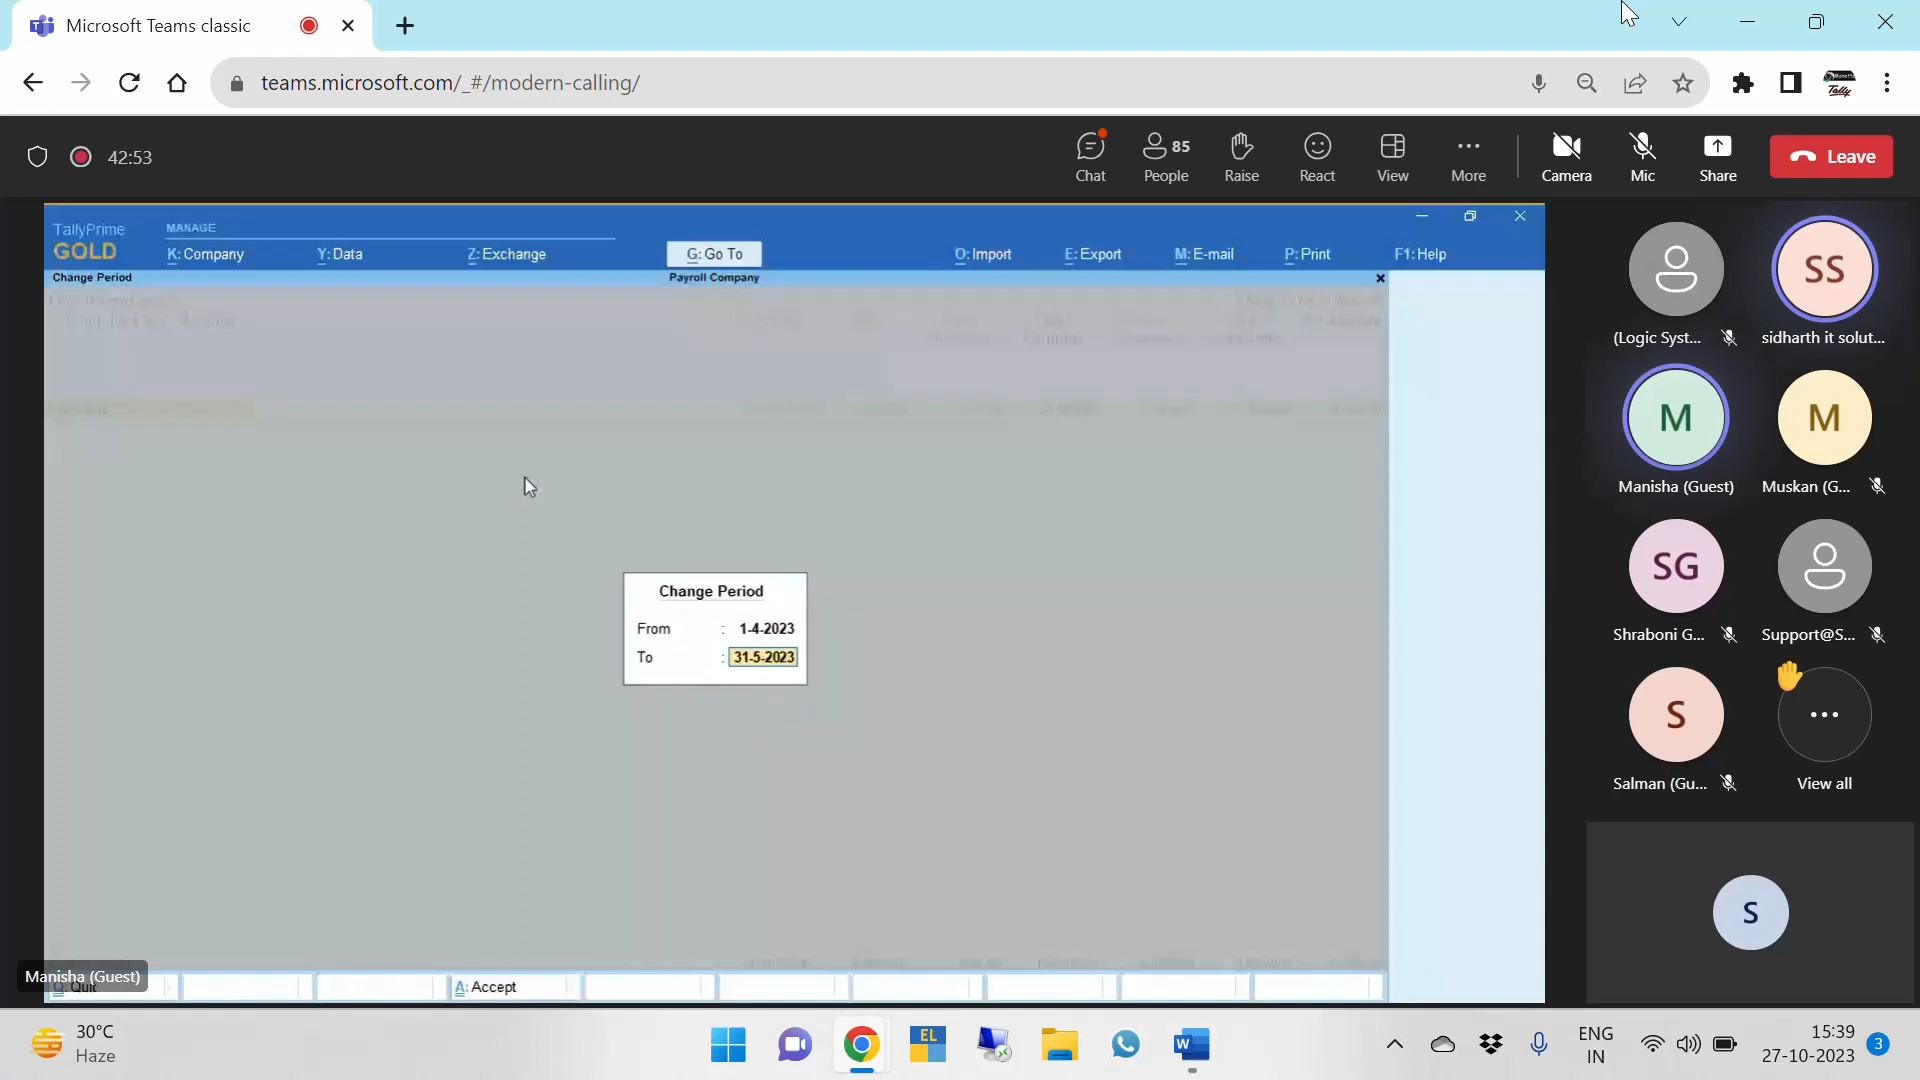 Microsoft Teams classic
teams.microsoft.com/_#/modern-calling/
42:53
Chat
85
People
Raise
React
View
More
Camera
Mic
Share
Leave
TallyPrime
GOLD
MANAGE
K: Company
Y: Data
Z: Exchange
G: Go To
O: Import
E: Export
M: E-mail
P: Print
F1: Help
Change Period
Payroll Company
Change Period
From : 1-4-2023
To : 31-5-2023
Manisha (Guest)
Q: Quit
A: Accept
(Logic Syst...
SS
sidharth it solut...
M
Manisha (Guest)
M
Muskan (G...
SG
Shraboni G...
Support@S...
S
Salman (Gu...
View all
S
30°C
Haze
EL
W
ENG
IN
15:39
27-10-2023
3